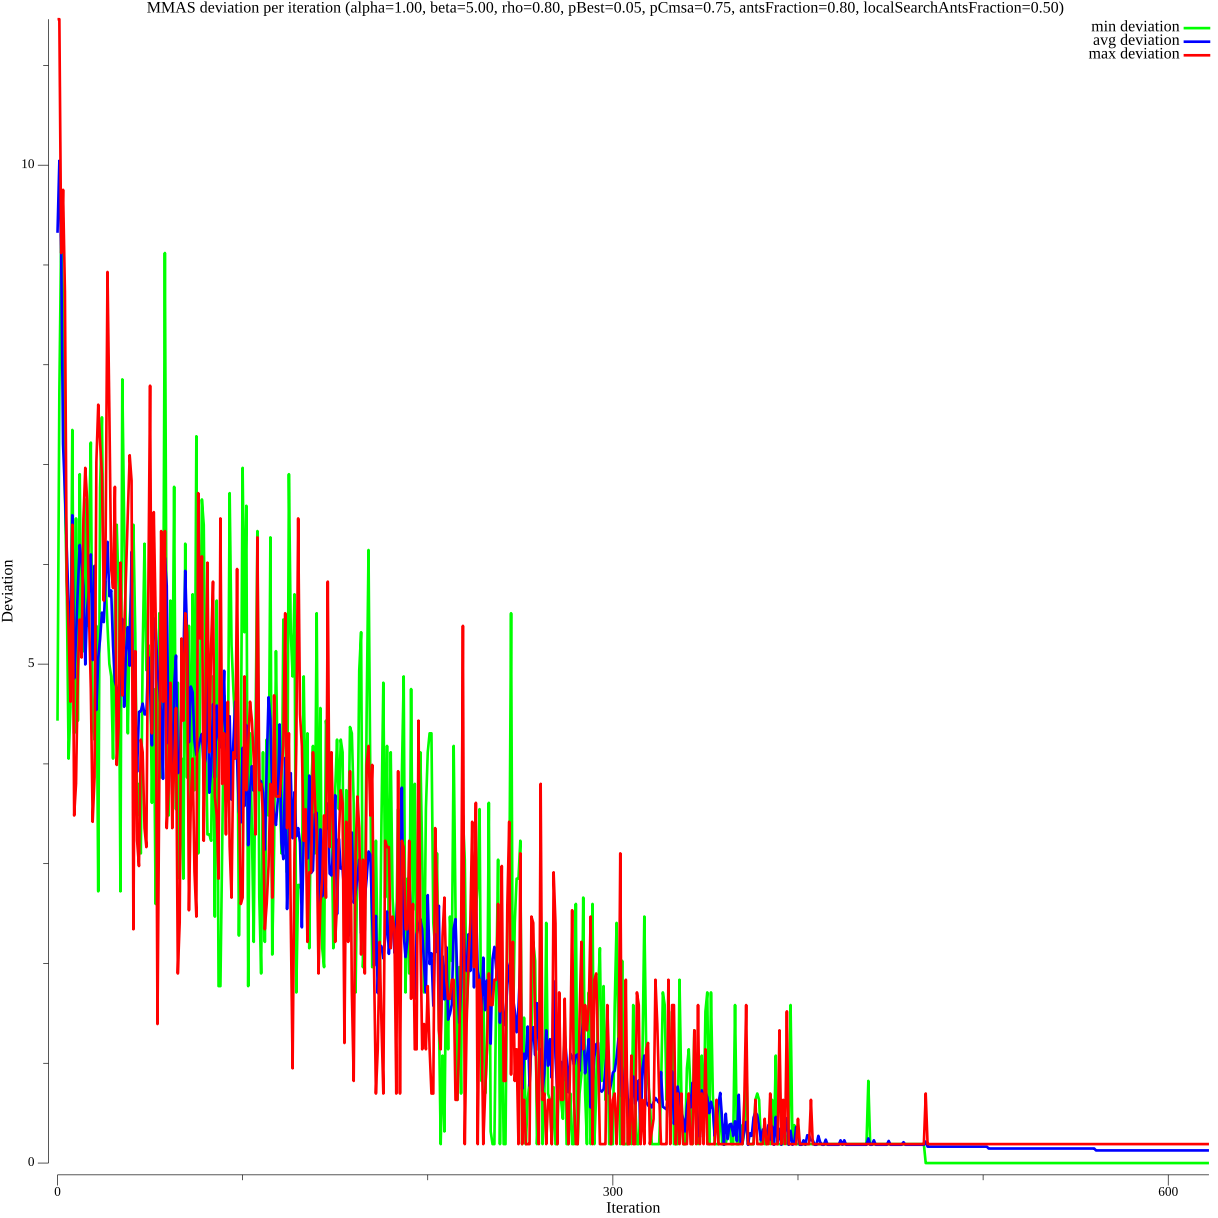 MMAS deviation per iteration (alpha=1.00, beta=5.00, rho=0.80, pBest=0.05, pCmsa=0.75, antsFraction=0.80, localSearchAntsFraction=0.50)
min deviation
avg deviation
max deviation
10
5
0
Deviation
0
300
600
Iteration